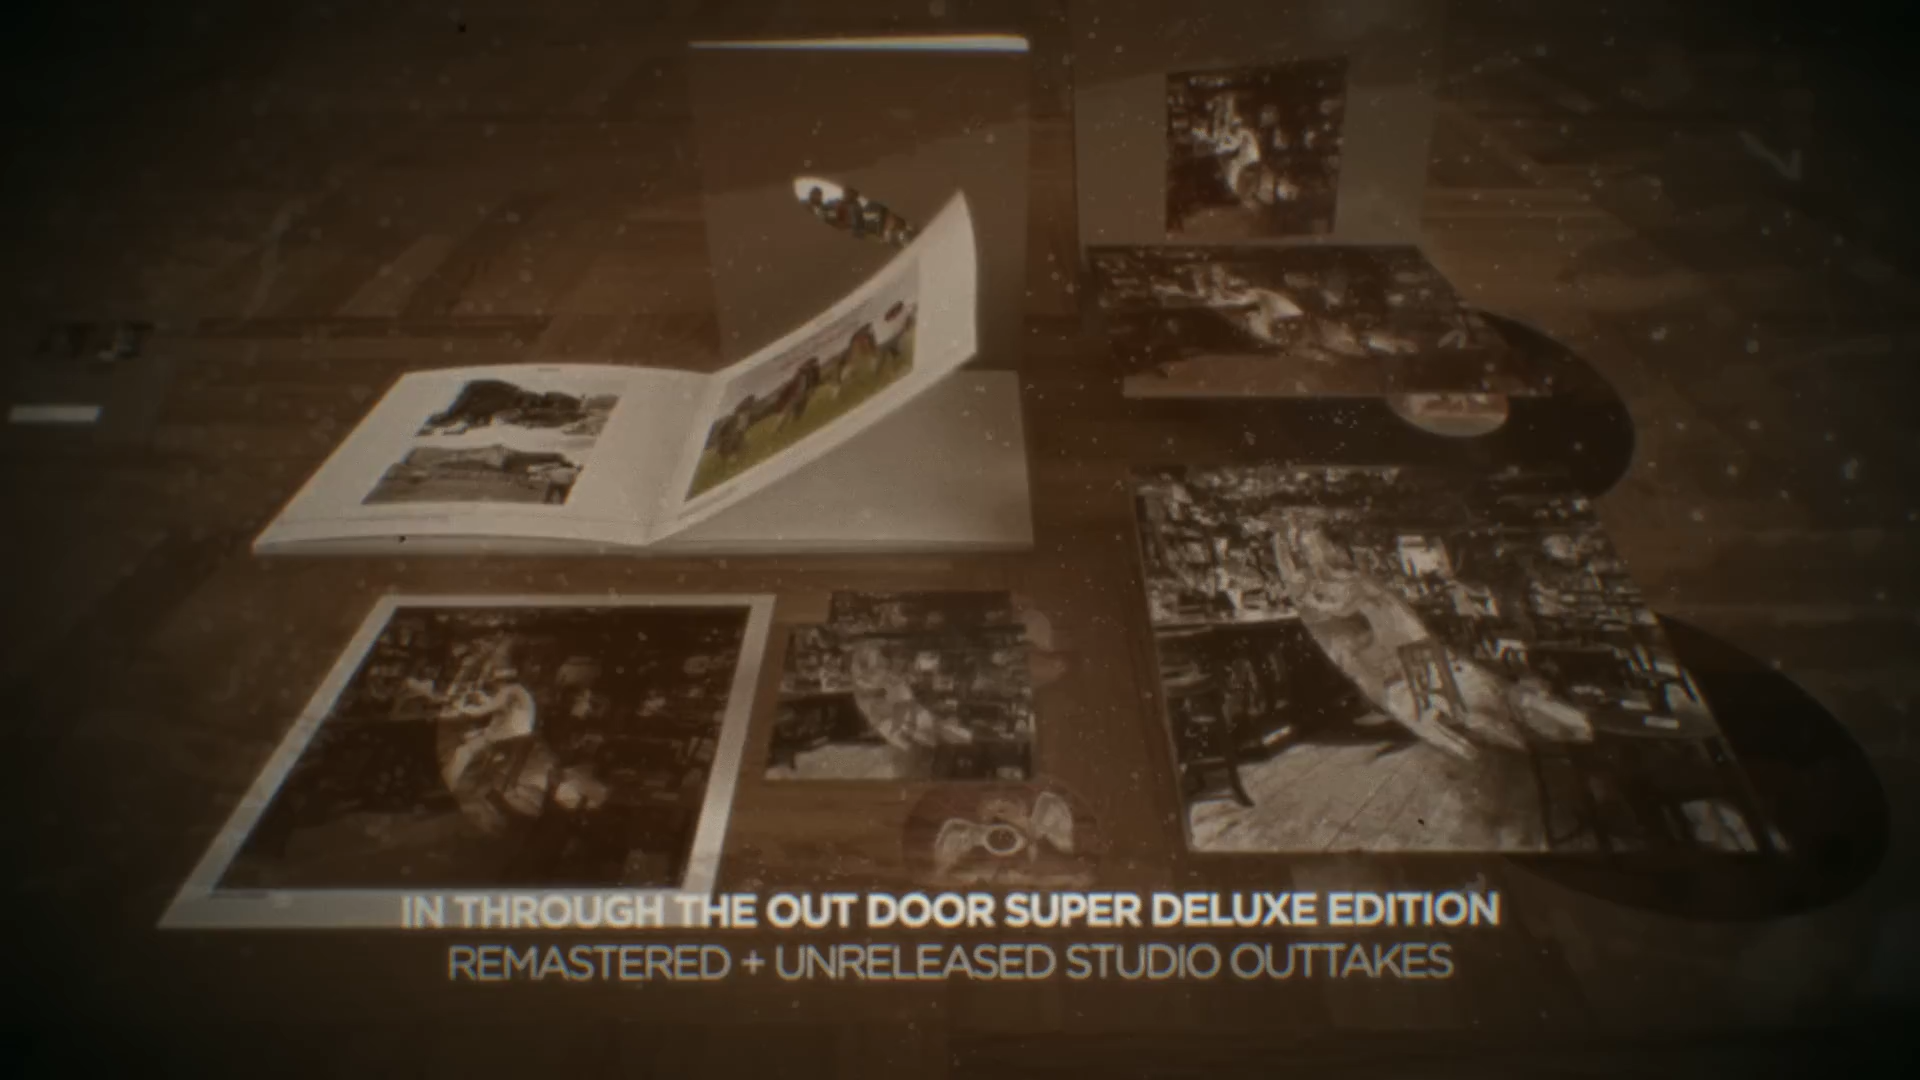 IN THROUGH THE OUT DOOR SUPER DELUXE EDITION
REMASTERED + UNRELEASED STUDIO OUTTAKES